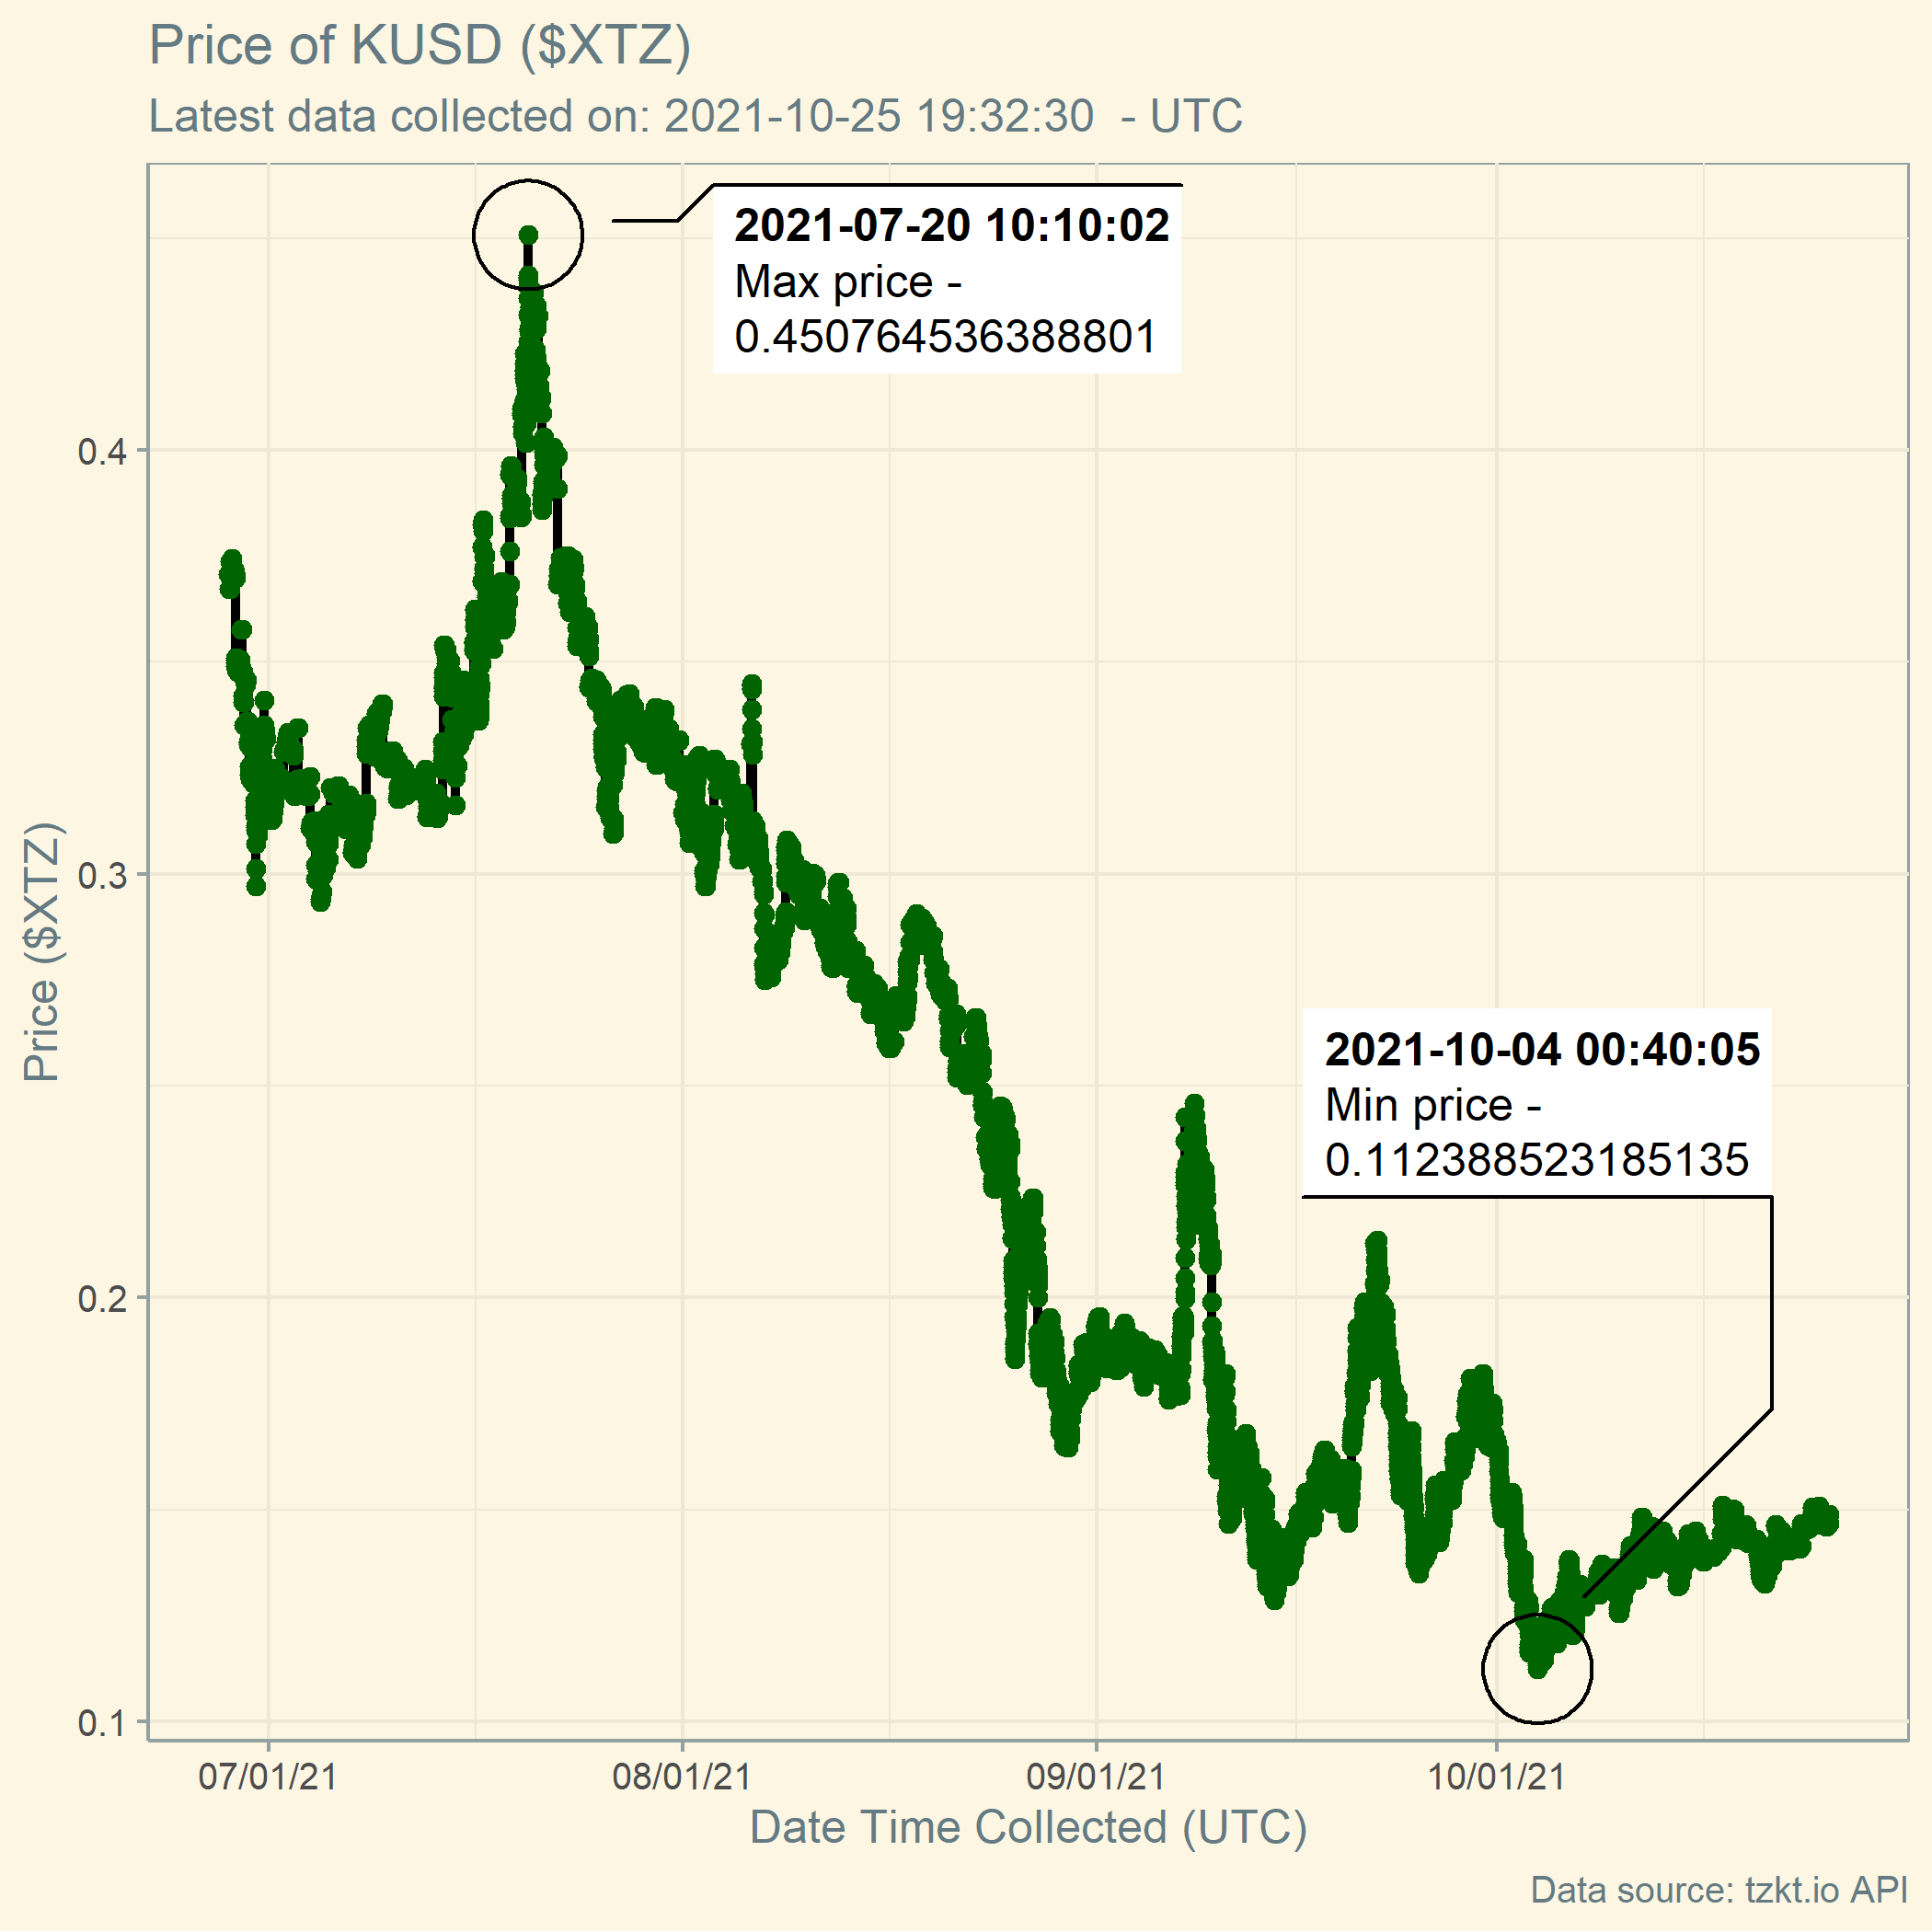 Price of KUSD ($XTZ)
Latest data collected on: 2021-10-25 19:32:30  - UTC
2021-07-20 10:10:02
Max price -
0.450764536388801
2021-10-04 00:40:05
Min price -
0.112388523185135
Price ($XTZ)
0.4
0.3
0.2
0.1
07/01/21
08/01/21
09/01/21
10/01/21
Date Time Collected (UTC)
Data source: tzkt.io API